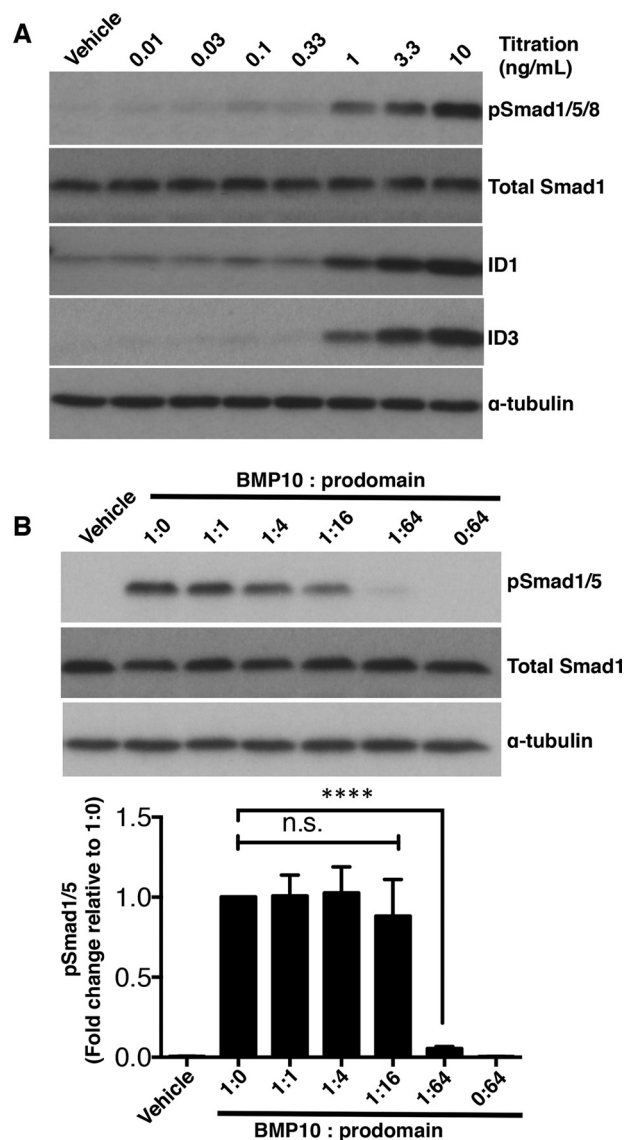 A
Vehicle 0.01 0.03 0.1 0.33 1 3.3 10 Titration
(ng/mL)
pSmad1/5/8
Total Smad1
ID1
ID3
α-tubulin
BMP10 : prodomain
B
Vehicle 1:0 1:1 1:4 1:16 1:64 0:64
pSmad1/5
Total Smad1
α-tubulin
****
n.s.
1.5
1.0
0.5
0.0
pSmad1/5
(Fold change relative to 1:0)
Vehicle 1:0 1:1 1:4 1:16 1:64 0:64
BMP10 : prodomain